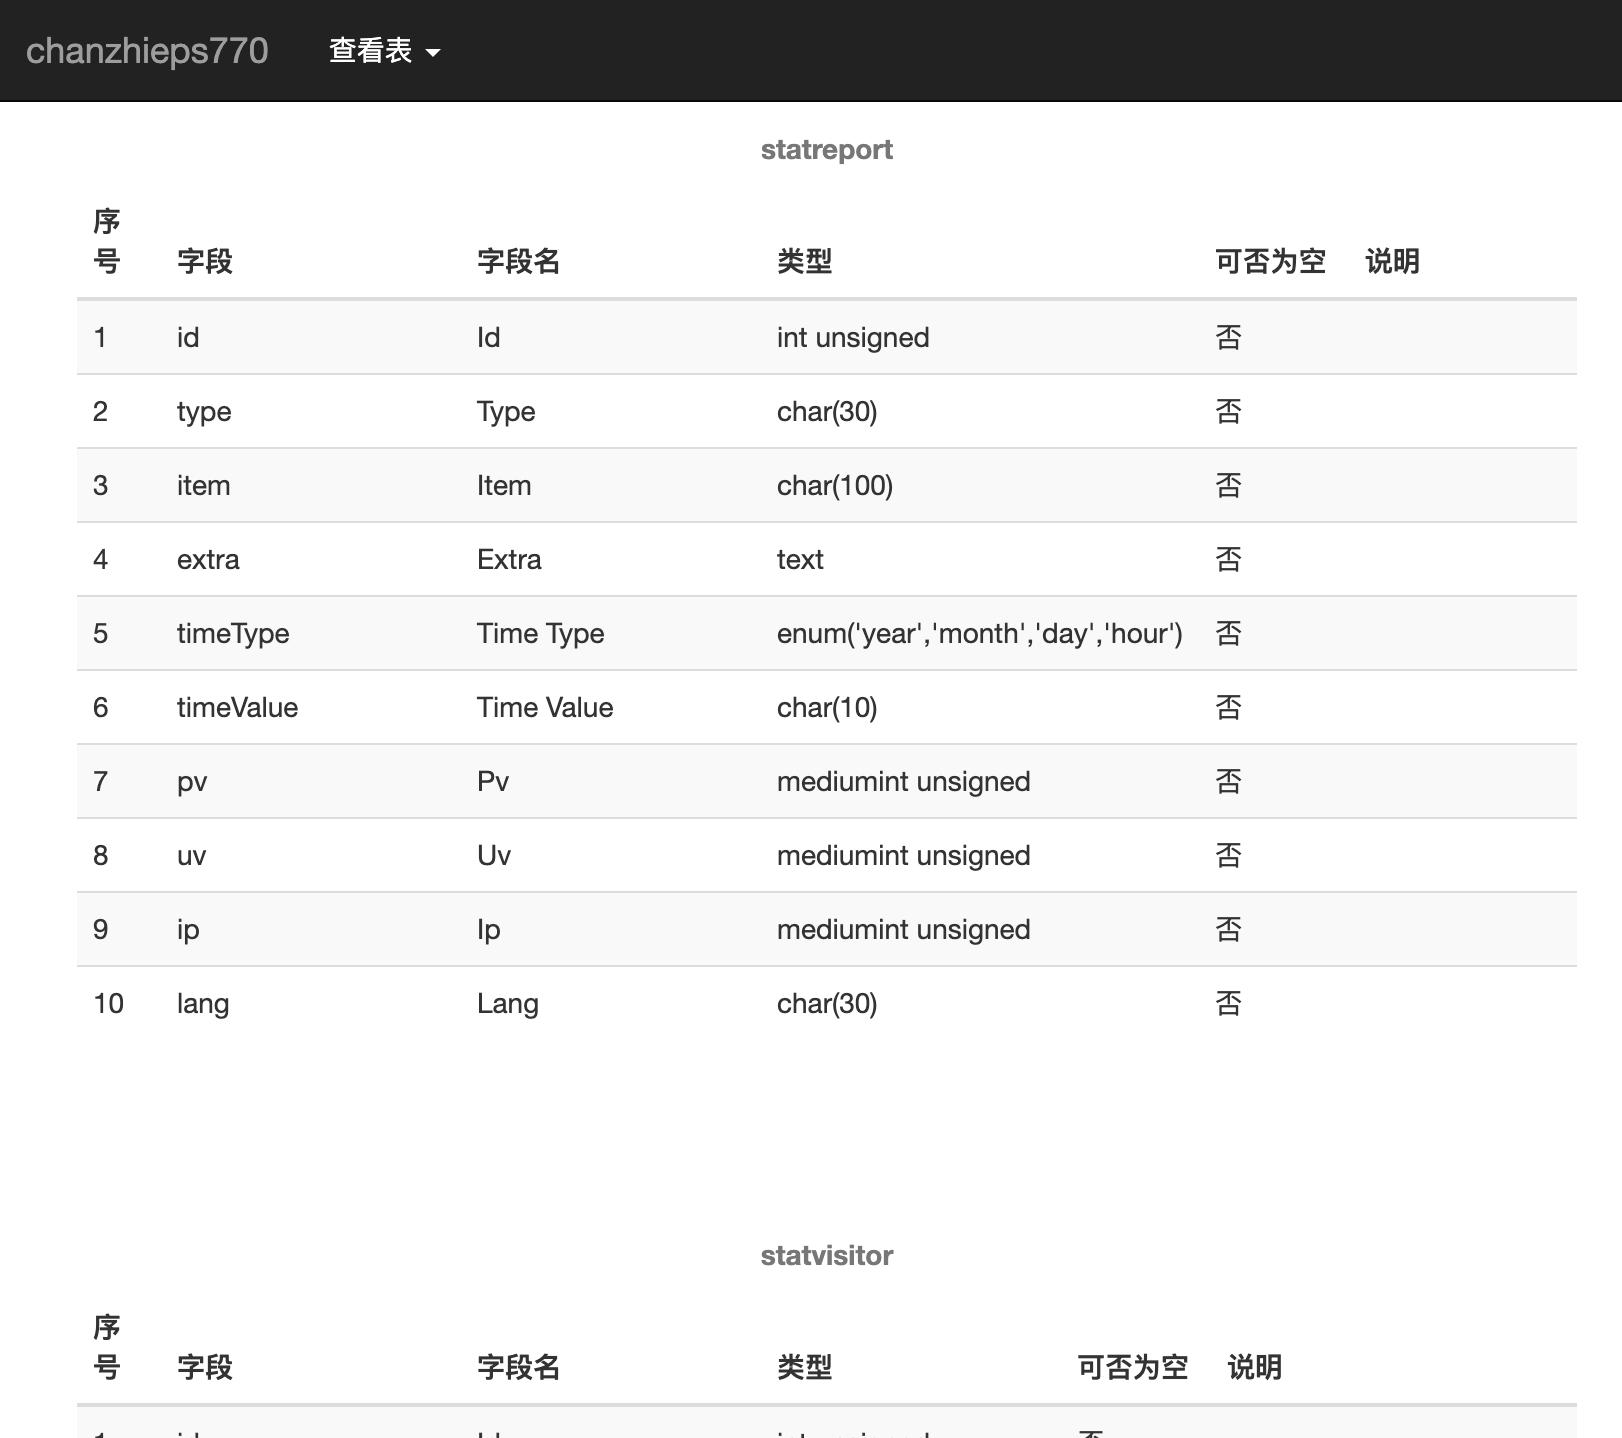 chanzhieps770 查看表
statreport
序号 字段 字段名 类型 可否为空 说明
1 id Id int unsigned 否
2 type Type char(30) 否
3 item Item char(100) 否
4 extra Extra text 否
5 timeType Time Type enum('year','month','day','hour') 否
6 timeValue Time Value char(10) 否
7 pv Pv mediumint unsigned 否
8 uv Uv mediumint unsigned 否
9 ip Ip mediumint unsigned 否
10 lang Lang char(30) 否
statvisitor
序号 字段 字段名 类型 可否为空 说明